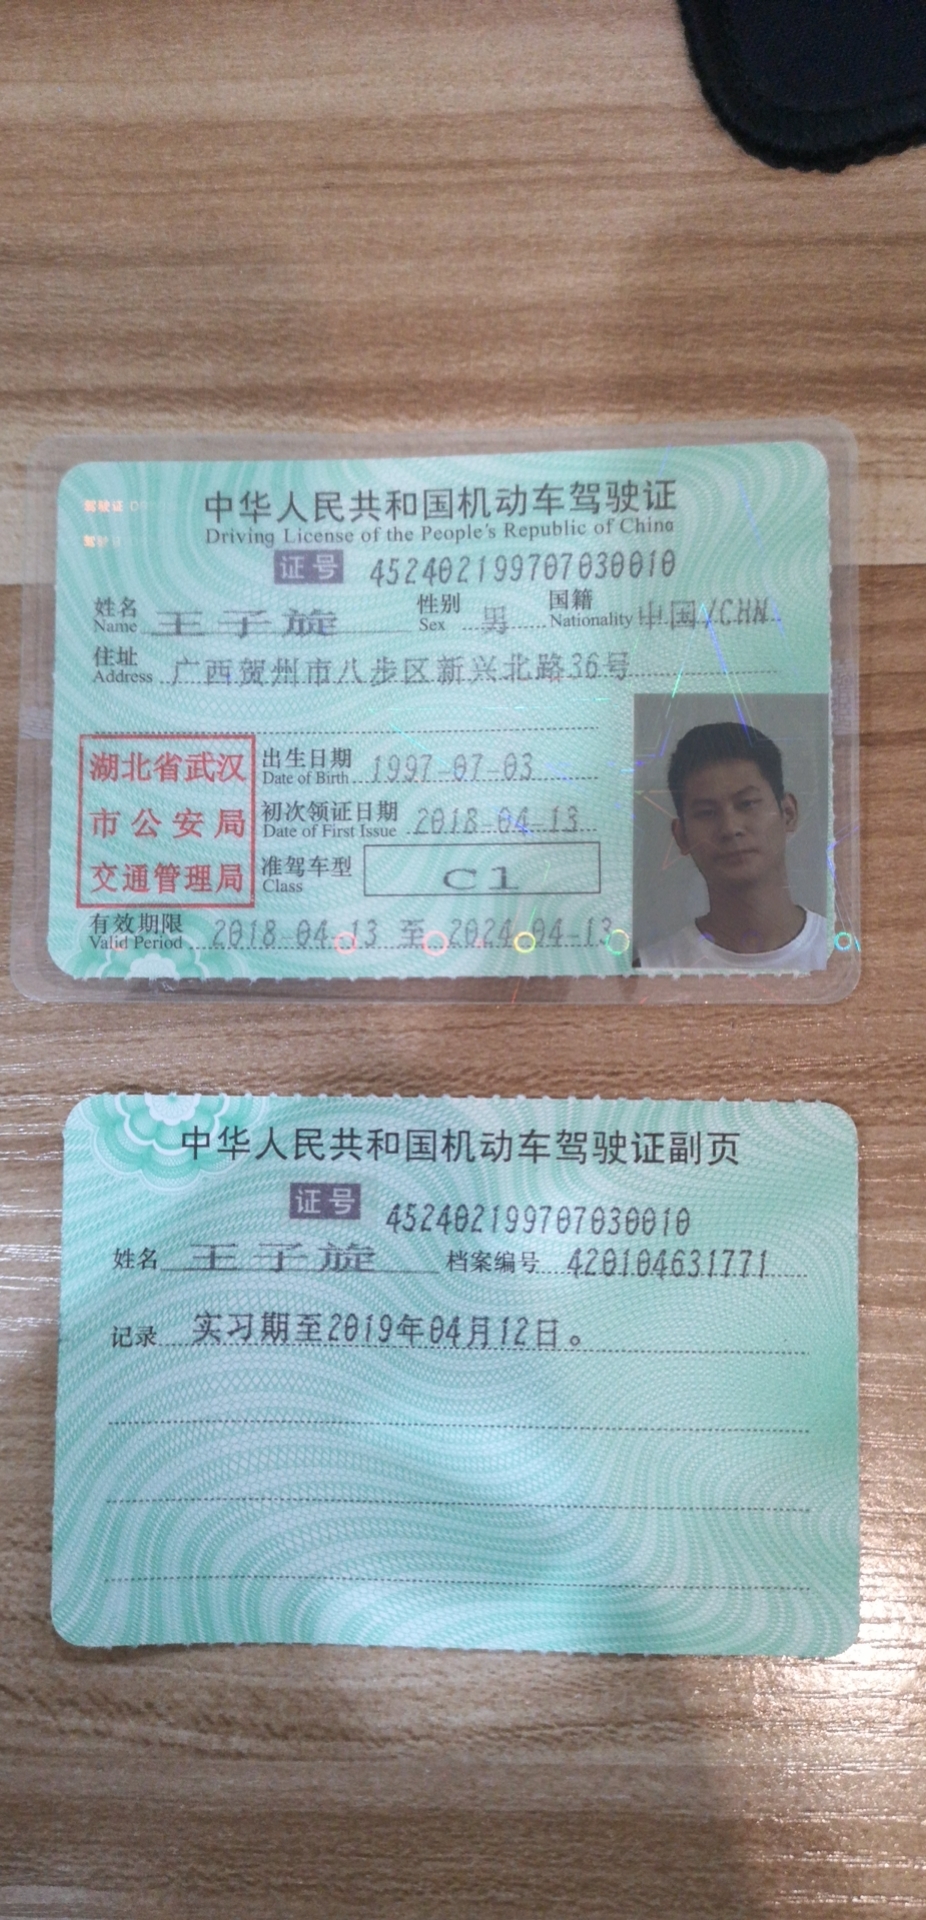 驾驶证
驾驶证
中华人民共和国机动车驾驶证
Driving License of the People's Republic of China
证号 452402199707030010
姓名 Name 王子旋 性别 Sex 男 国籍 Nationality 中国/CHN
住址 Address 广西贺州市八步区新兴北路36号
湖北省武汉
市公安局
交通管理局
出生日期 Date of Birth 1997-07-03
初次领证日期 Date of First Issue 2018-04-13
准驾车型 Class C1
有效期限 Valid Period 2018-04-13 至 2024-04-13
中华人民共和国机动车驾驶证副页
证号 452402199707030010
姓名 王子旋 档案编号 420104631771
记录 实习期至2019年04月12日。